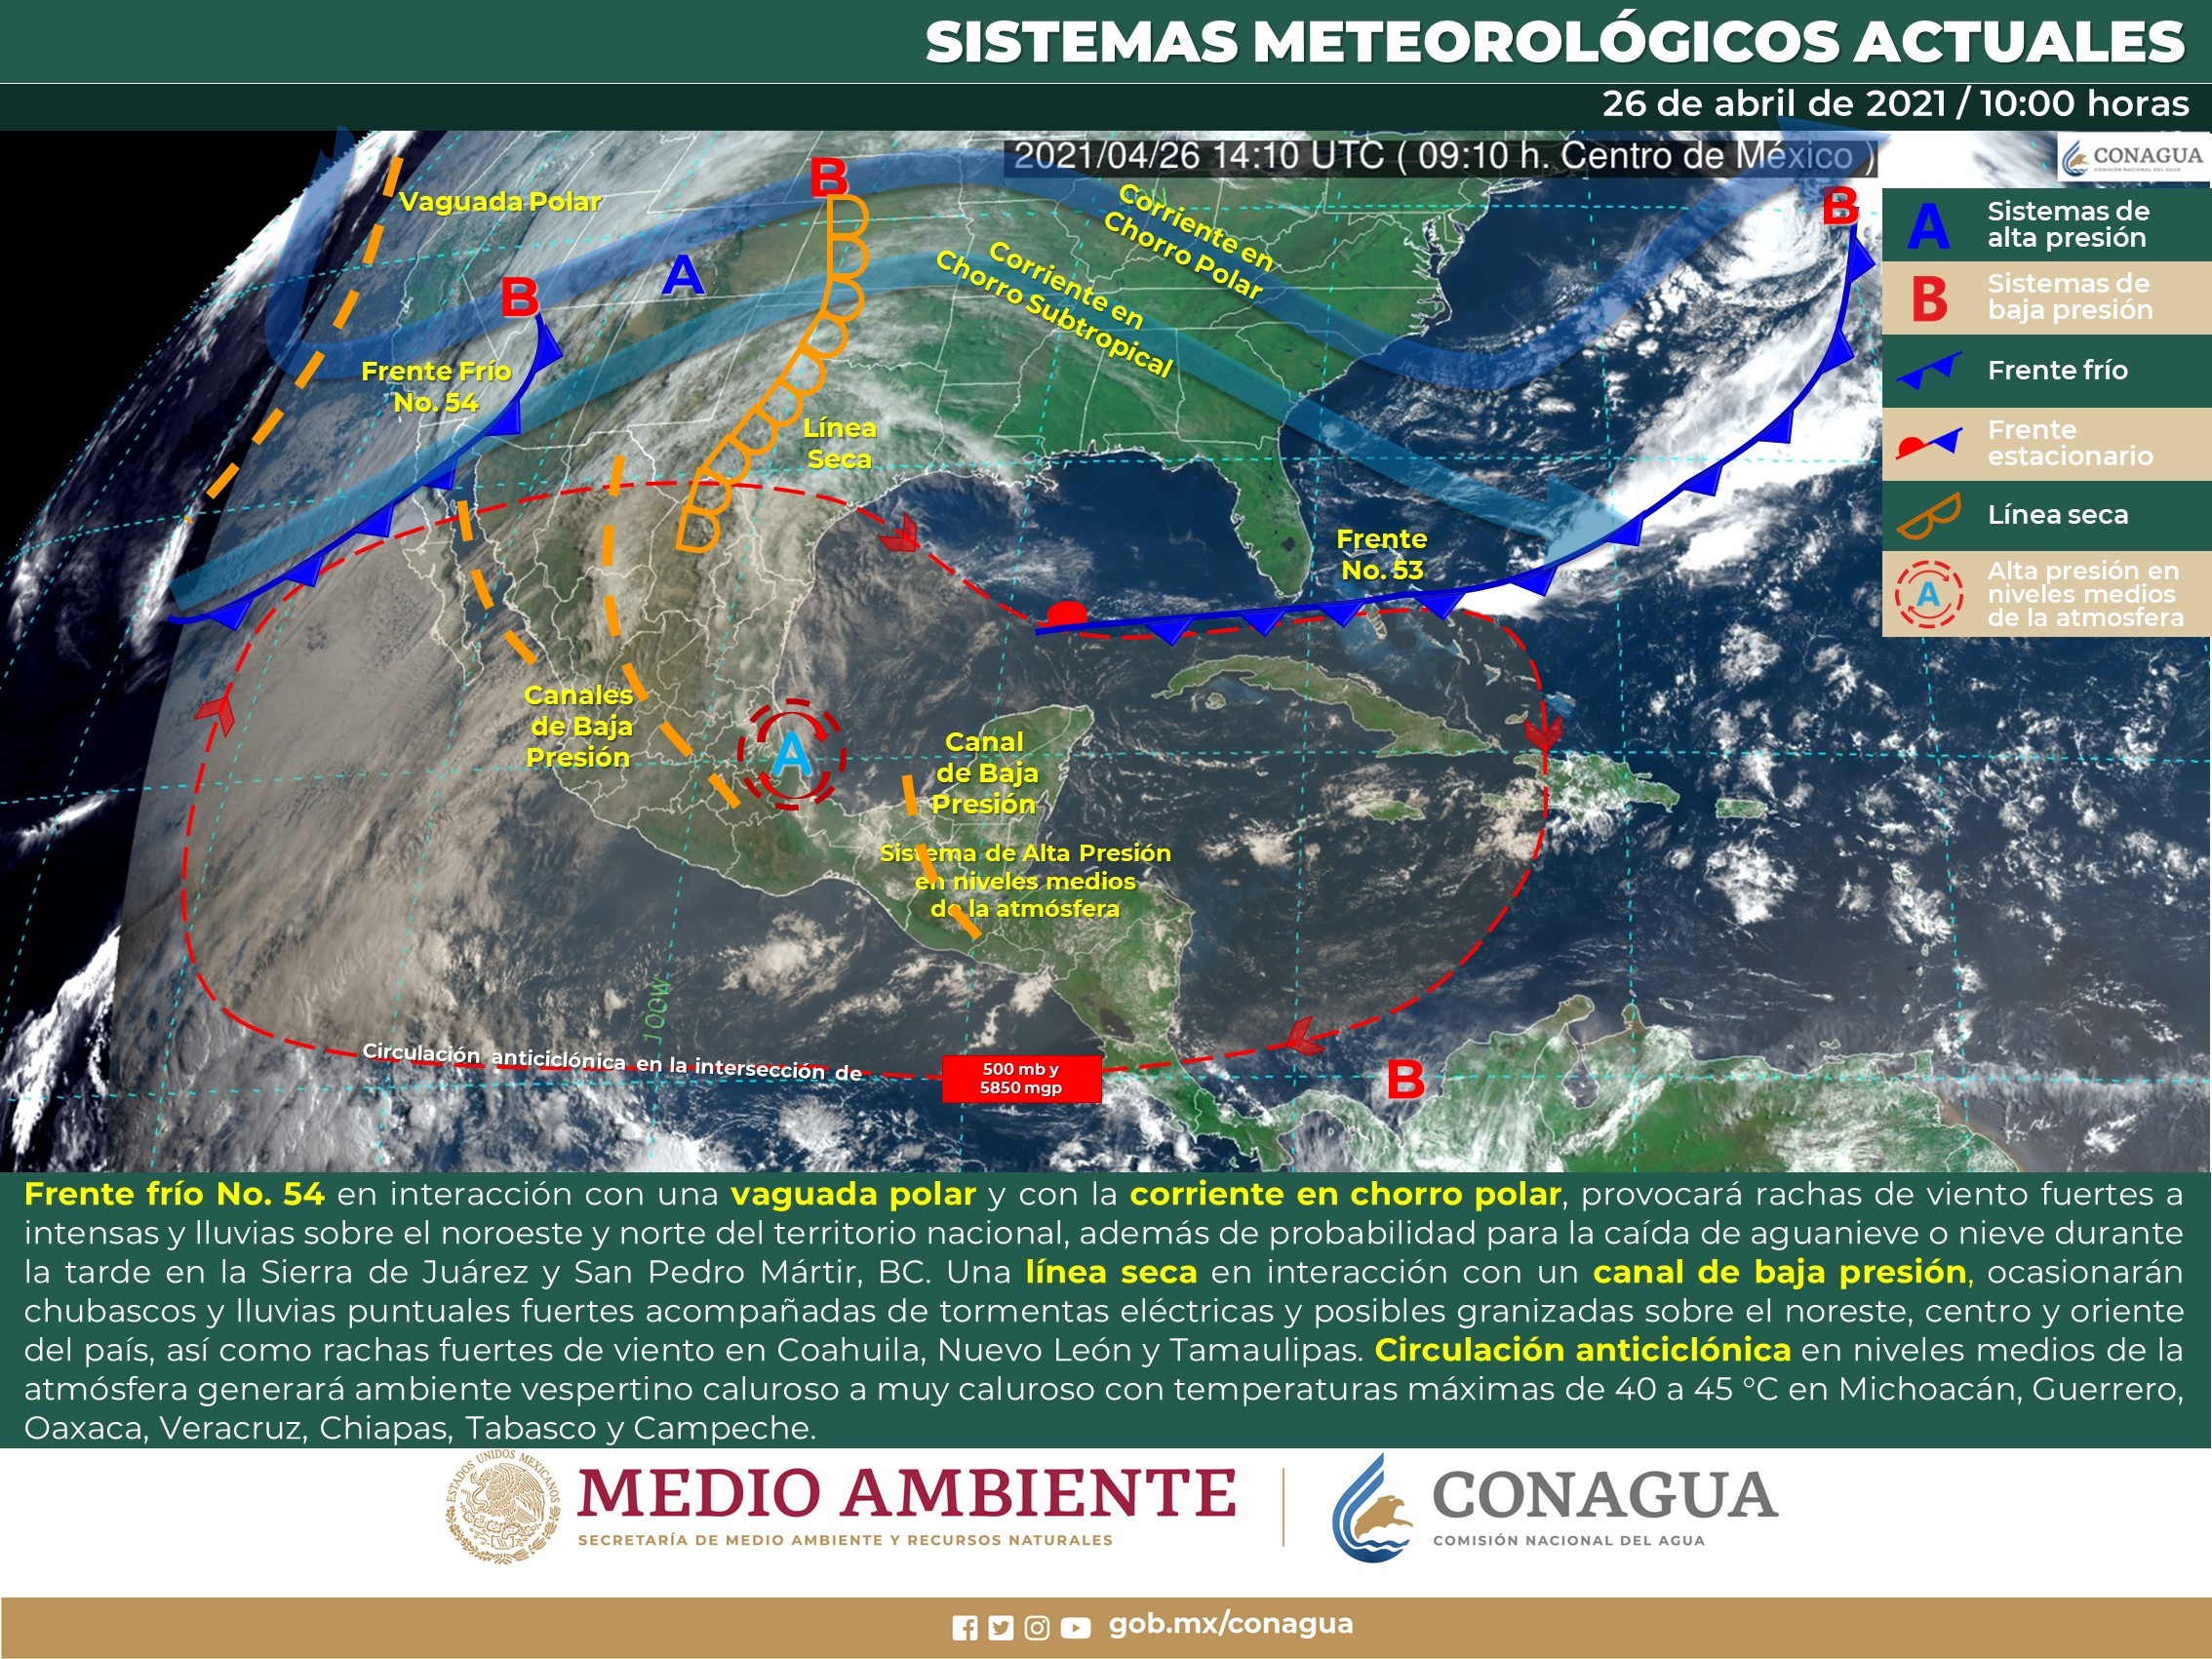 SISTEMAS METEOROLÓGICOS ACTUALES
26 de abril de 2021 / 10:00 horas
2021/04/26 14:10 UTC ( 09:10 h. Centro de México )
CONAGUA
COMISIÓN NACIONAL DEL AGUA
A
Sistemas de
alta presión
B
Sistemas de
baja presión
Frente frío
Frente
estacionario
Línea seca
A
Alta presión en
niveles medios
de la atmosfera
Vaguada Polar
B
B
B
A
Corriente en
Chorro Polar
Corriente en
Chorro Subtropical
Frente Frío
No. 54
Línea
Seca
Frente
No. 53
Canales
de Baja
Presión
A
Canal
de Baja
Presión
Sistema de Alta Presión
en niveles medios
de la atmósfera
110OW
Circulación anticiclónica en la intersección de
500 mb y
5850 mgp
B
Frente frío No. 54 en interacción con una vaguada polar y con la corriente en chorro polar, provocará rachas de viento fuertes a
intensas y lluvias sobre el noroeste y norte del territorio nacional, además de probabilidad para la caída de aguanieve o nieve durante
la tarde en la Sierra de Juárez y San Pedro Mártir, BC. Una línea seca en interacción con un canal de baja presión, ocasionarán
chubascos y lluvias puntuales fuertes acompañadas de tormentas eléctricas y posibles granizadas sobre el noreste, centro y oriente
del país, así como rachas fuertes de viento en Coahuila, Nuevo León y Tamaulipas. Circulación anticiclónica en niveles medios de la
atmósfera generará ambiente vespertino caluroso a muy caluroso con temperaturas máximas de 40 a 45 °C en Michoacán, Guerrero,
Oaxaca, Veracruz, Chiapas, Tabasco y Campeche.
ESTADOS UNIDOS MEXICANOS
MEDIO AMBIENTE
SECRETARÍA DE MEDIO AMBIENTE Y RECURSOS NATURALES
CONAGUA
COMISIÓN NACIONAL DEL AGUA
gob.mx/conagua